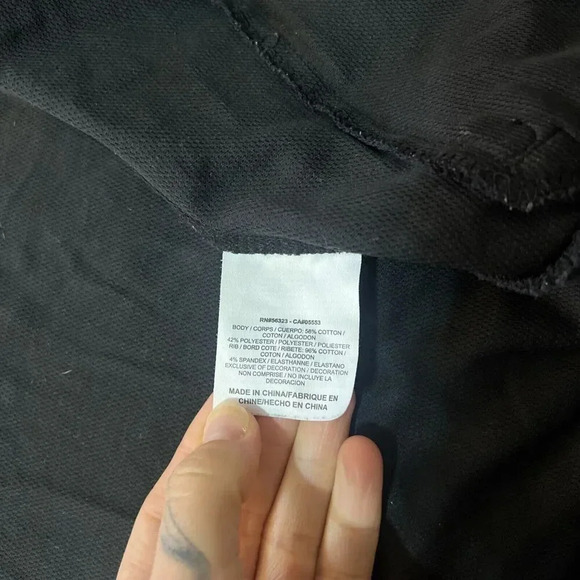 RN#56323 - CA#05553
BODY / CORPS / CUERPO: 58% COTTON /
COTON / ALGODON
42% POLYESTER / POLYESTER / POLIESTER
RIB / BORD COTE / RIBETE: 96% COTTON /
COTON / ALGODON
4% SPANDEX / ELASTHANNE / ELASTANO
EXCLUSIVE OF DECORATION / DECORATION
NON COMPRISE / NO INCLUYE LA
DECORACION
MADE IN CHINA/FABRIQUE EN
CHINE/HECHO EN CHINA